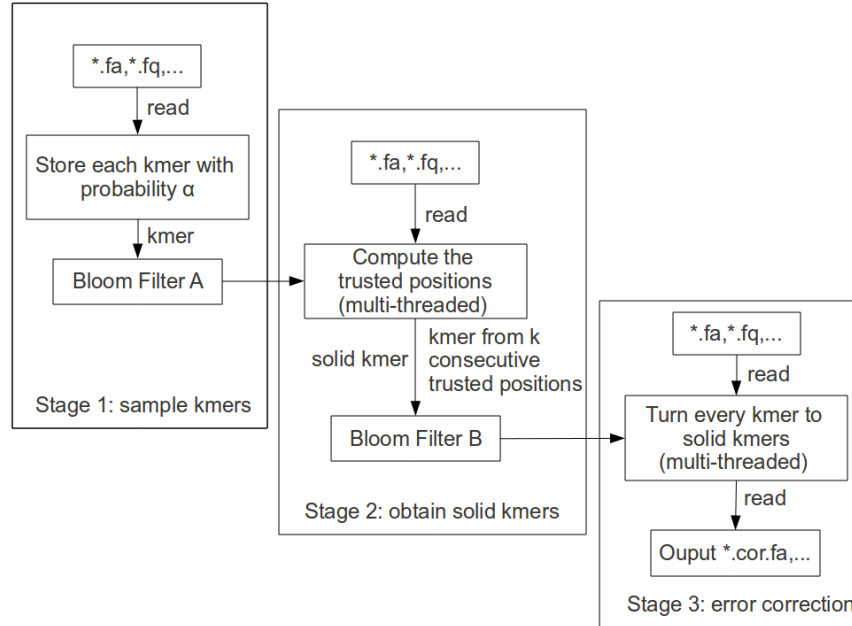 *.fa,*.fq,...
read
Store each kmer with
probability α
kmer
Bloom Filter A
Stage 1: sample kmers
*.fa,*.fq,...
read
Compute the
trusted positions
(multi-threaded)
solid kmer
kmer from k
consecutive
trusted positions
Bloom Filter B
Stage 2: obtain solid kmers
*.fa,*.fq,...
read
Turn every kmer to
solid kmers
(multi-threaded)
read
Ouput *.cor.fa,...
Stage 3: error correction